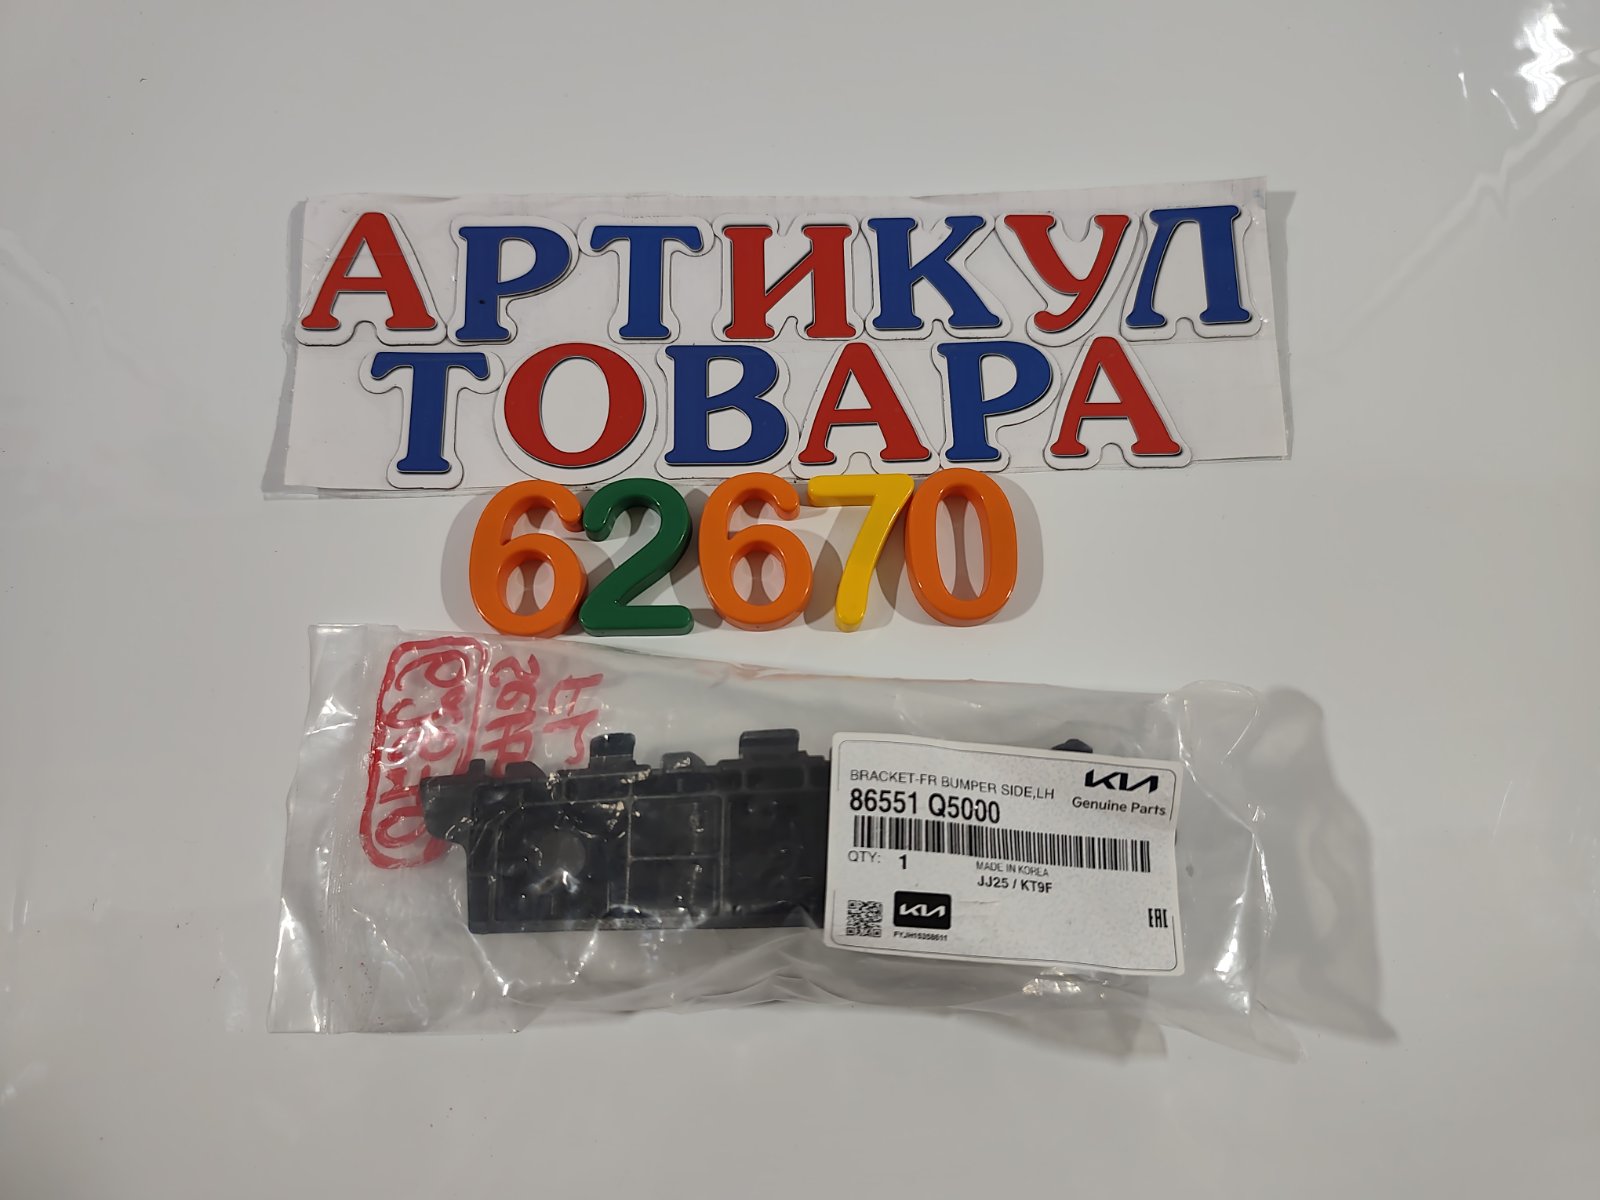 АРТИКУЛ
ТОВАРА
62670
BRACKET-FR BUMPER SIDE,LH
86551 Q5000
KIA
Genuine Parts
QTY: 1
MADE IN KOREA
JJ25 / KT9F
KIA
EAC